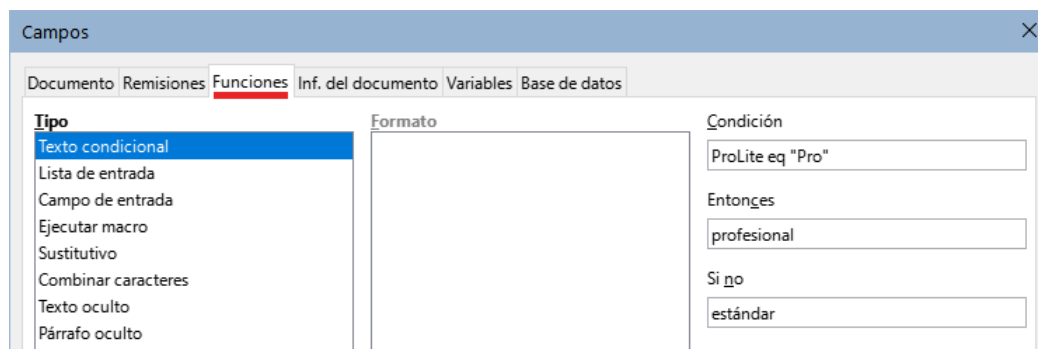 Campos
Documento Remisiones Funciones Inf. del documento Variables Base de datos
Tipo
Texto condicional
Lista de entrada
Campo de entrada
Ejecutar macro
Sustitutivo
Combinar caracteres
Texto oculto
Párrafo oculto
Formato
Condición
ProLite eq "Pro"
Entonces
profesional
Si no
estándar